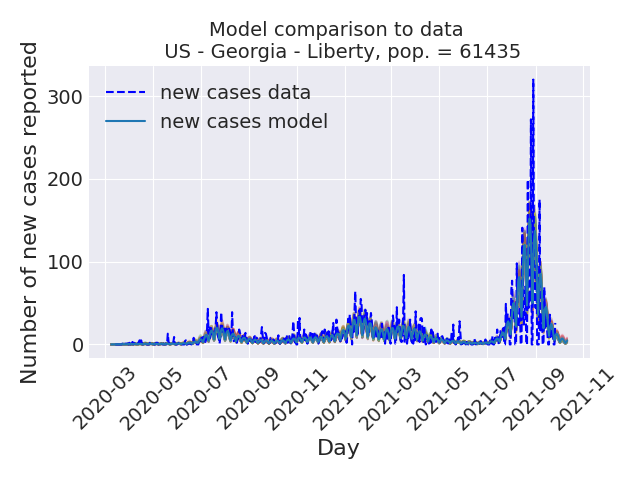 Model comparison to data
US - Georgia - Liberty, pop. = 61435
Number of new cases reported
300
200
100
0
new cases data
new cases model
2020-03
2020-05
2020-07
2020-09
2020-11
2021-01
2021-03
2021-05
2021-07
2021-09
2021-11
Day